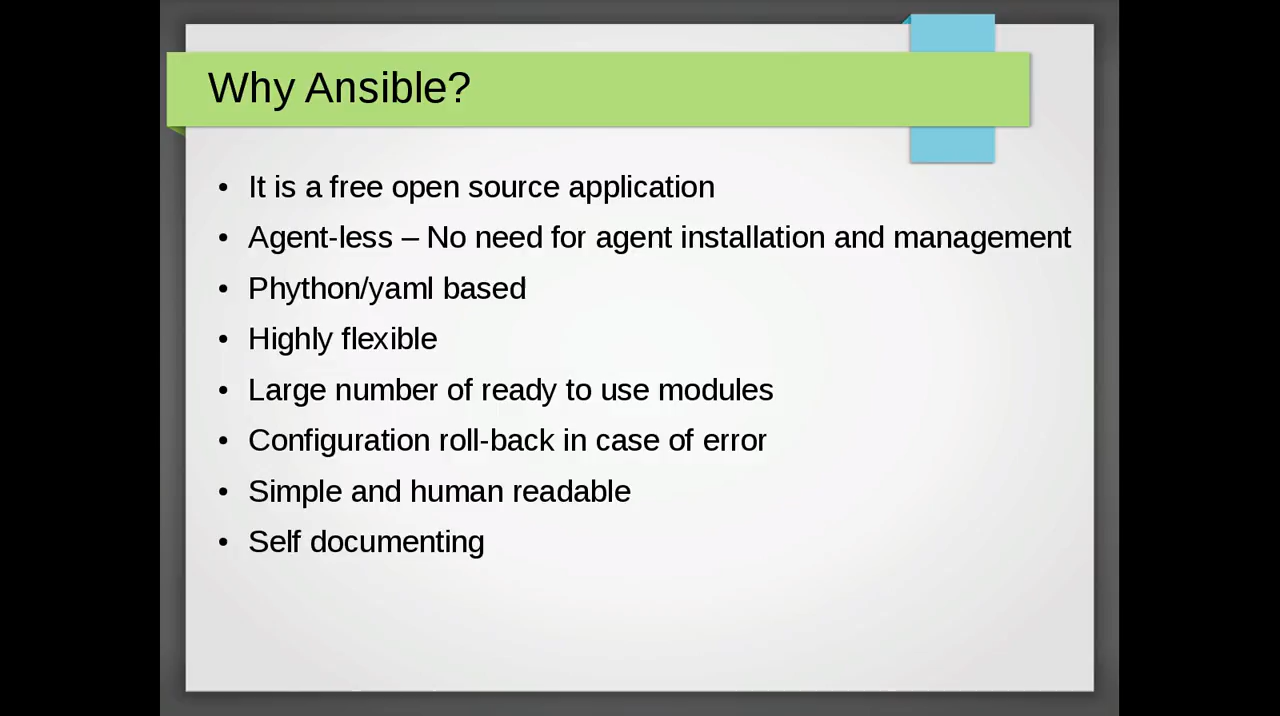 Why Ansible?
• It is a free open source application
• Agent-less – No need for agent installation and management
• Phython/yaml based
• Highly flexible
• Large number of ready to use modules
• Configuration roll-back in case of error
• Simple and human readable
• Self documenting